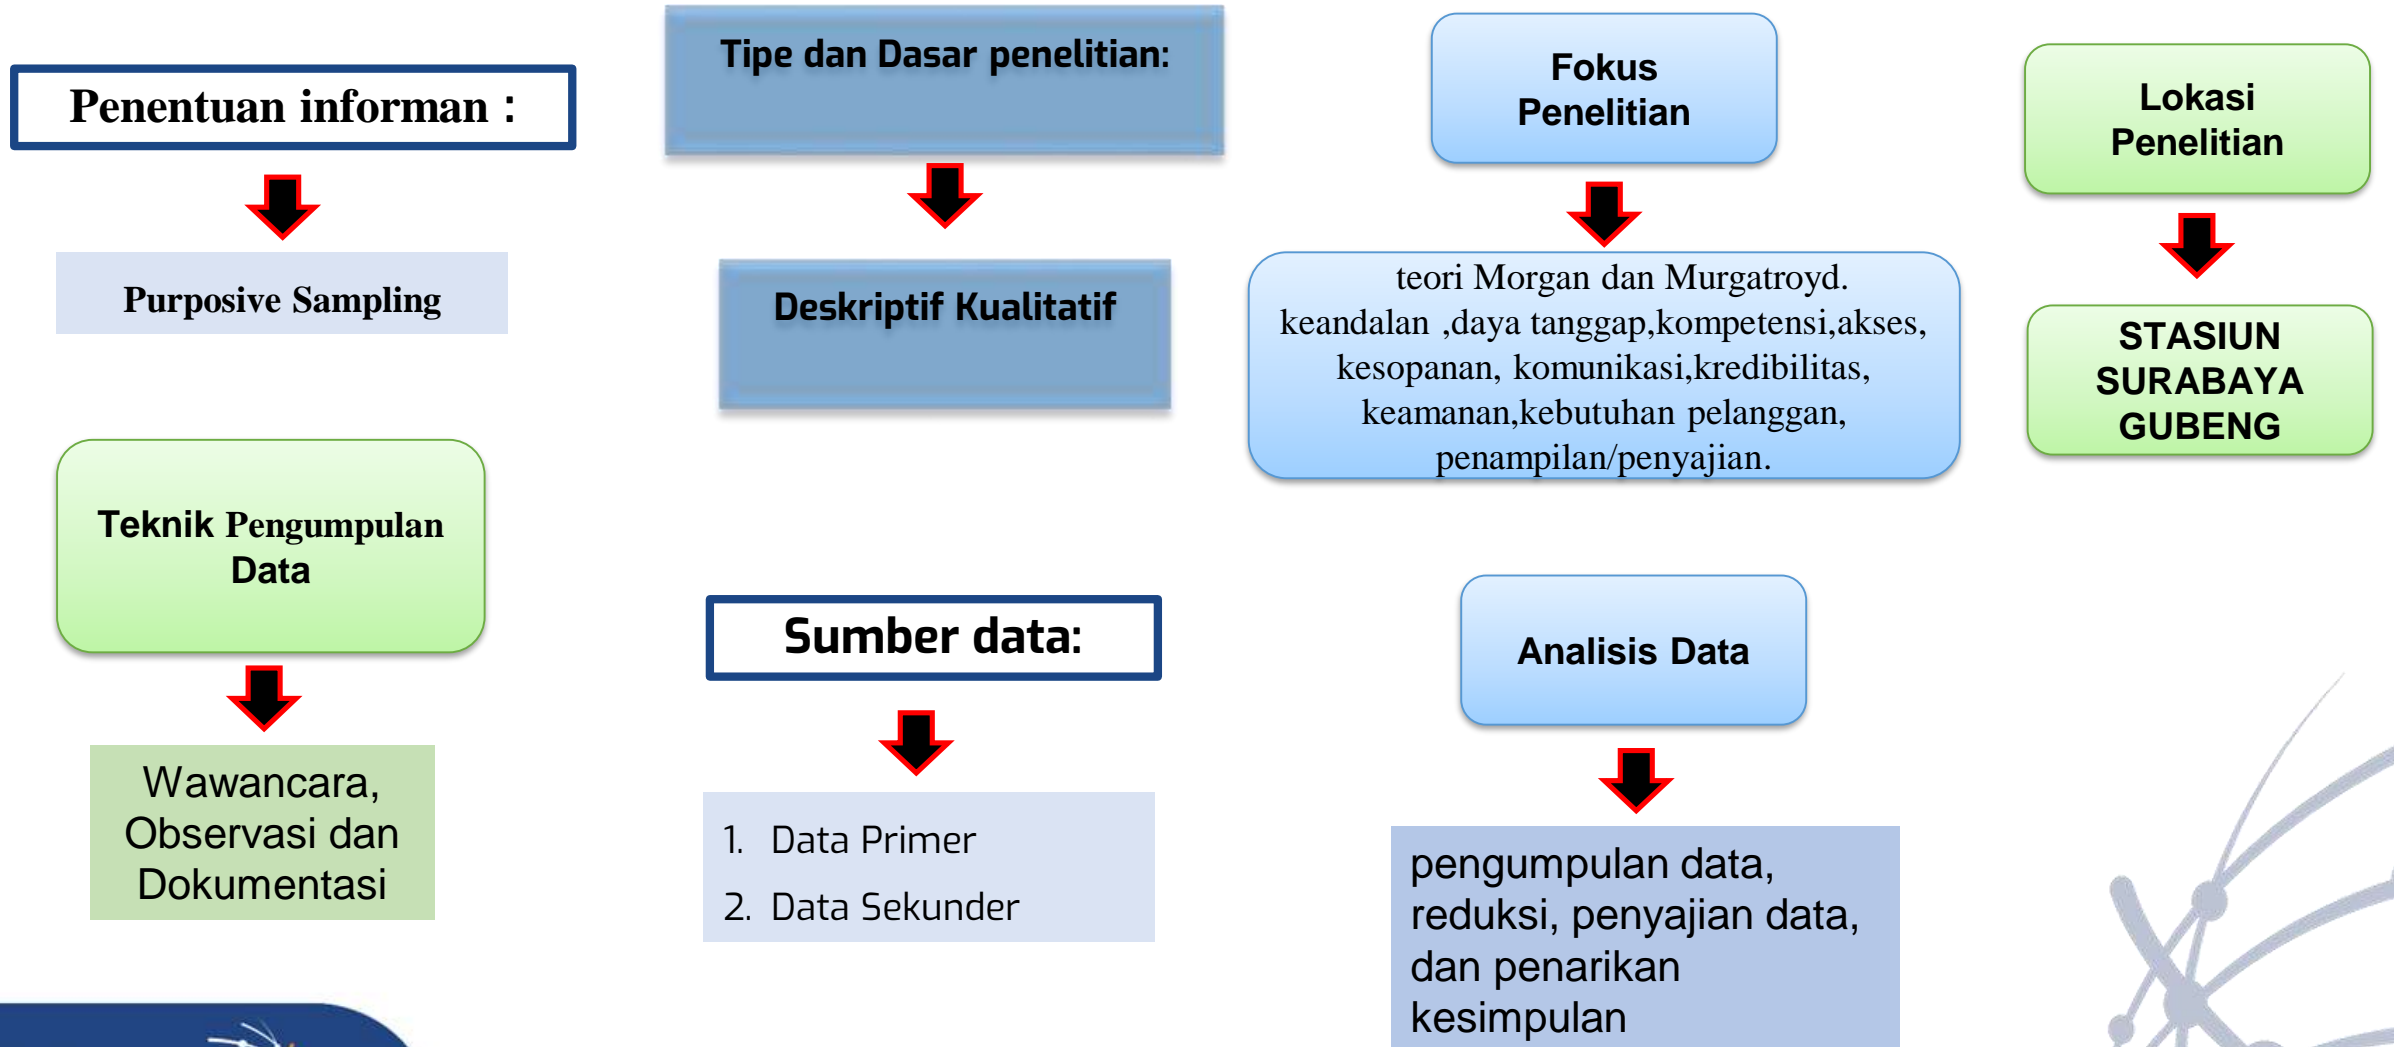 Penentuan informan :
Purposive Sampling
Tipe dan Dasar penelitian:
Deskriptif Kualitatif
Fokus
Penelitian
teori Morgan dan Murgatroyd.
keandalan ,daya tanggap,kompetensi,akses,
kesopanan, komunikasi,kredibilitas,
keamanan,kebutuhan pelanggan,
penampilan/penyajian.
Lokasi
Penelitian
STASIUN
SURABAYA
GUBENG
Teknik Pengumpulan
Data
Wawancara,
Observasi dan
Dokumentasi
Sumber data:
1. Data Primer
2. Data Sekunder
Analisis Data
pengumpulan data,
reduksi, penyajian data,
dan penarikan
kesimpulan